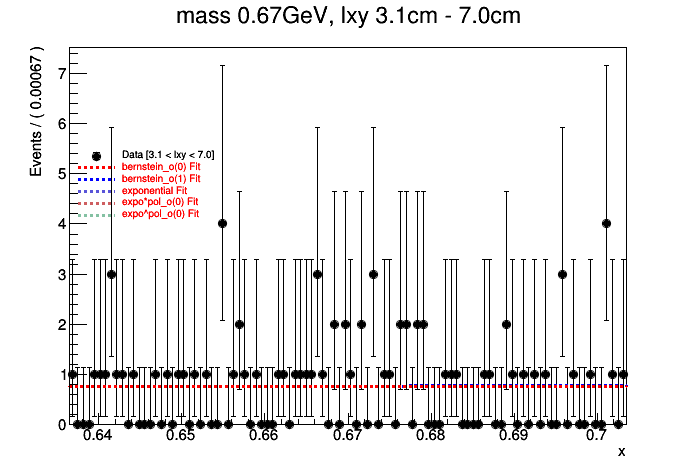 mass 0.67GeV, lxy 3.1cm - 7.0cm
Events / ( 0.00067 )
7
6
5
4
3
2
1
0
Data [3.1 < lxy < 7.0]
bernstein_o(0) Fit
bernstein_o(1) Fit
exponential Fit
expo*pol_o(0) Fit
expo^pol_o(0) Fit
0.64 0.65 0.66 0.67 0.68 0.69 0.7
x